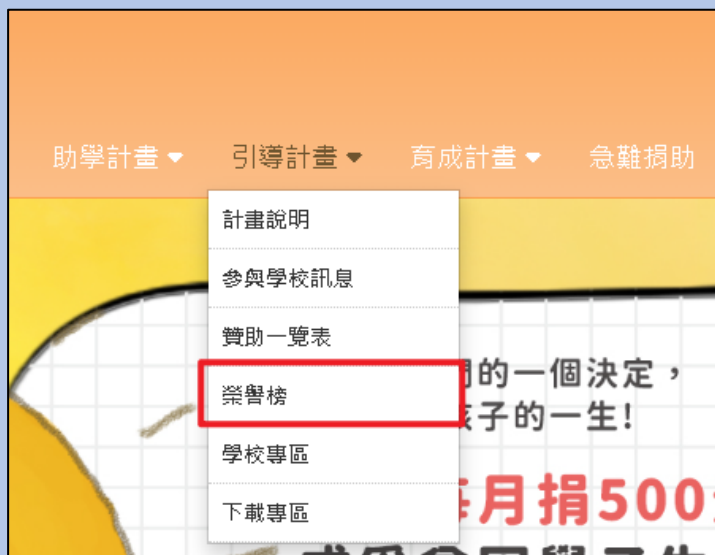 助學計畫 引導計畫 育成計畫 急難捐助
計畫說明
參與學校訊息
贊助一覽表
榮譽榜
學校專區
下載專區
的一個決定，
子的一生!
月捐500